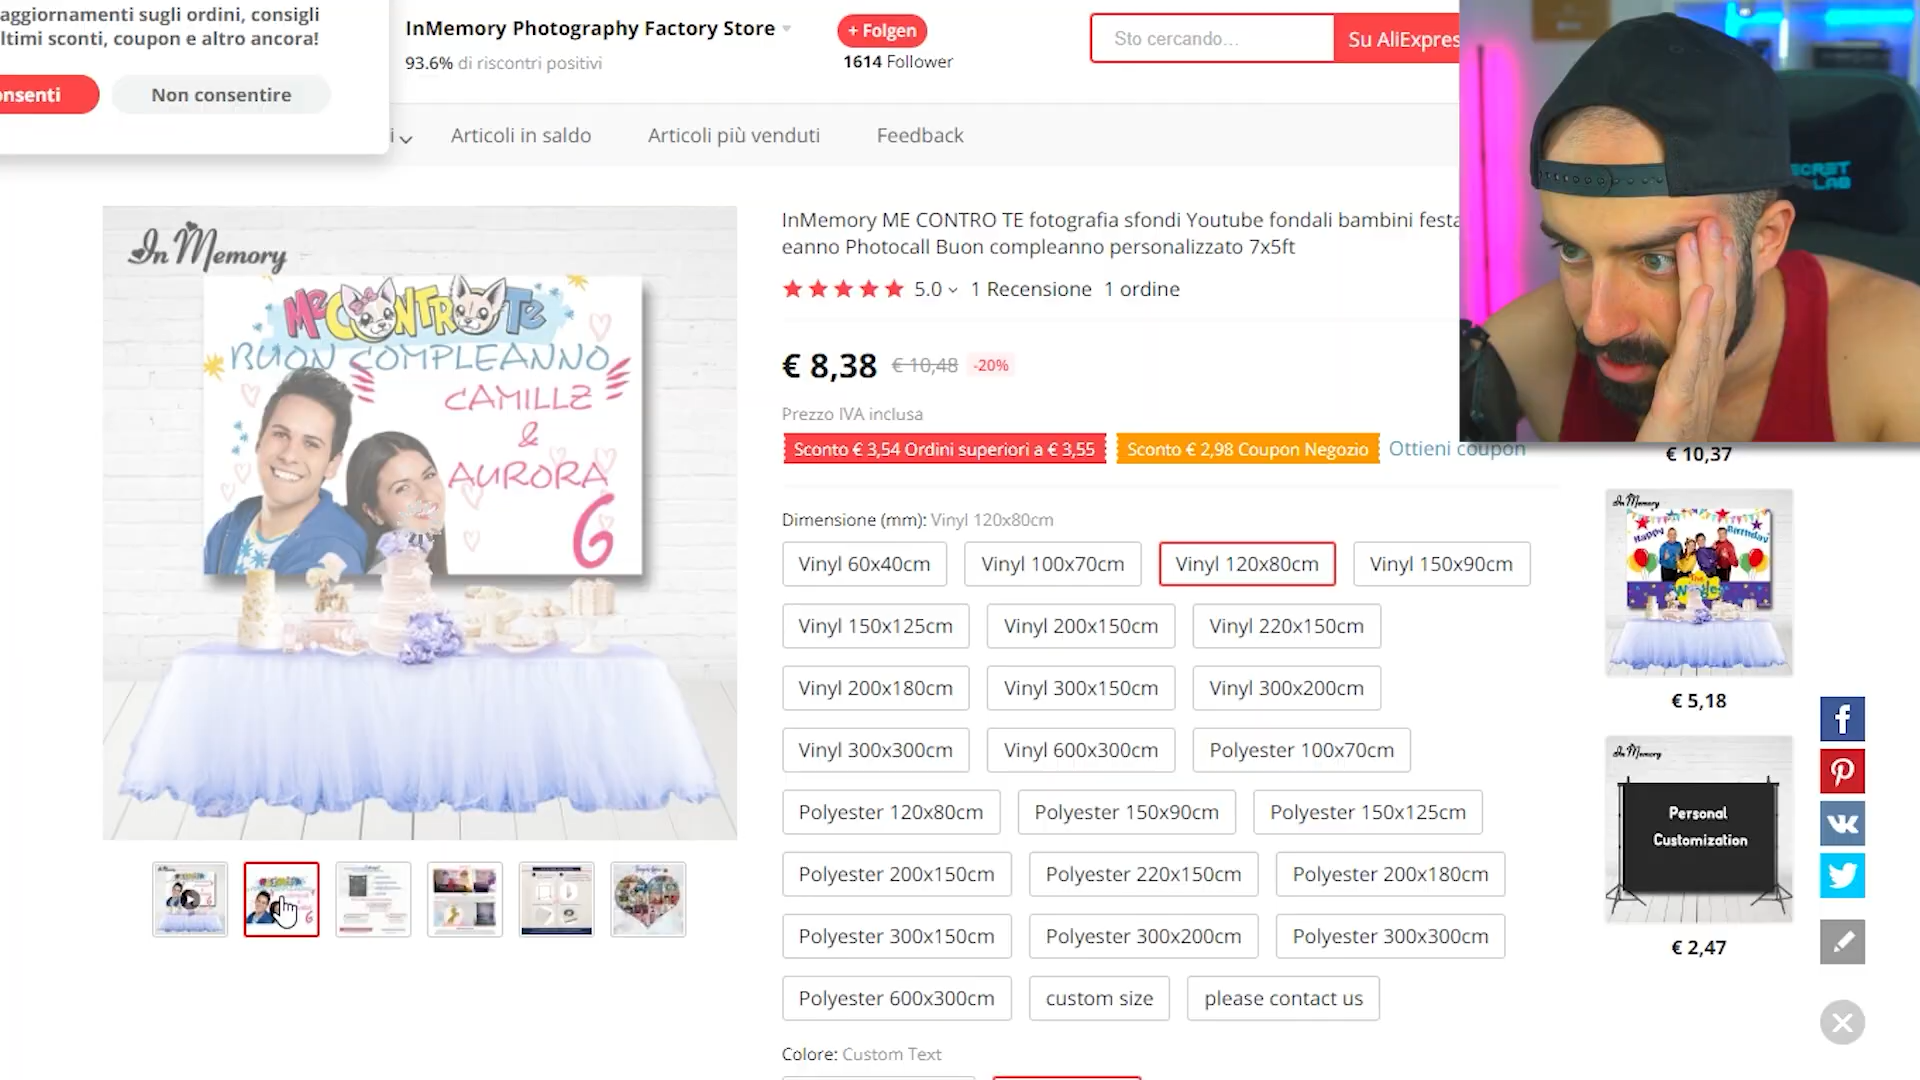 aggiornamenti sugli ordini, consigli
ltimi sconti, coupon e altro ancora!
onsenti
Non consentire
InMemory Photography Factory Store
93.6% di riscontri positivi
+ Folgen
1614 Follower
Sto cercando...
Su AliExpres
i
Articoli in saldo
Articoli più venduti
Feedback
SECRET
LAB
In Memory
ME CONTRO TE
BUON COMPLEANNO
CAMILLE
&
AURORA
6
InMemory ME CONTRO TE fotografia sfondi Youtube fondali bambini festa
eanno Photocall Buon compleanno personalizzato 7x5ft
5.0
1 Recensione
1 ordine
€ 8,38
€ 10,48
-20%
Prezzo IVA inclusa
Sconto € 3,54 Ordini superiori a € 3,55
Sconto € 2,98 Coupon Negozio
Ottieni coupon
Dimensione (mm): Vinyl 120x80cm
Vinyl 60x40cm
Vinyl 100x70cm
Vinyl 120x80cm
Vinyl 150x90cm
Vinyl 150x125cm
Vinyl 200x150cm
Vinyl 220x150cm
Vinyl 200x180cm
Vinyl 300x150cm
Vinyl 300x200cm
Vinyl 300x300cm
Vinyl 600x300cm
Polyester 100x70cm
Polyester 120x80cm
Polyester 150x90cm
Polyester 150x125cm
Polyester 200x150cm
Polyester 220x150cm
Polyester 200x180cm
Polyester 300x150cm
Polyester 300x200cm
Polyester 300x300cm
Polyester 600x300cm
custom size
please contact us
Colore: Custom Text
€ 10,37
In Memory
Happy
Birthday
€ 5,18
In Memory
Personal
Customization
€ 2,47